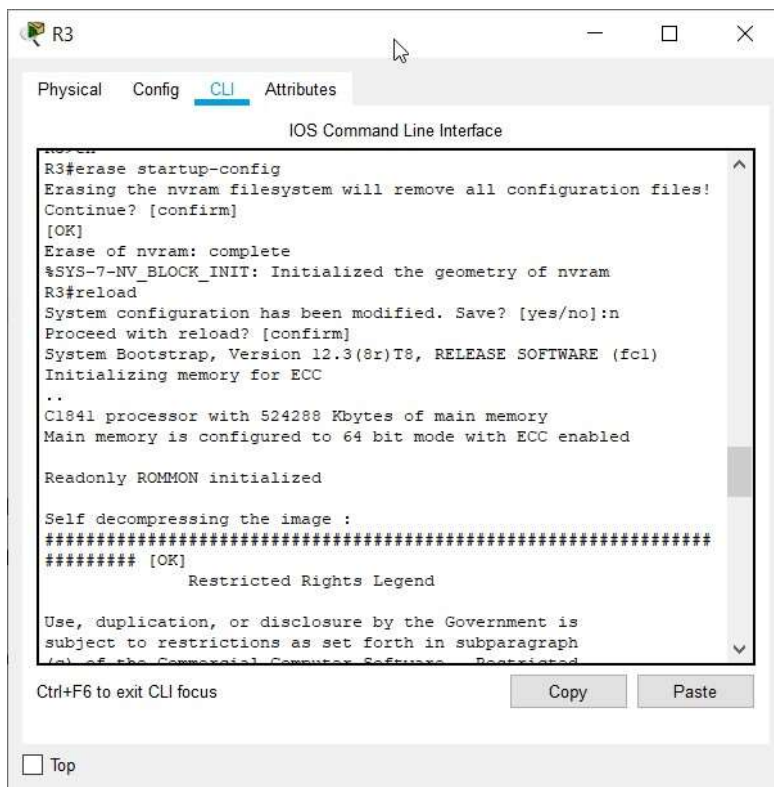 R3
Physical Config CLI Attributes
IOS Command Line Interface
R3#erase startup-config
Erasing the nvram filesystem will remove all configuration files!
Continue? [confirm]
[OK]
Erase of nvram: complete
%SYS-7-NV_BLOCK_INIT: Initialized the geometry of nvram
R3#reload
System configuration has been modified. Save? [yes/no]:n
Proceed with reload? [confirm]
System Bootstrap, Version 12.3(8r)T8, RELEASE SOFTWARE (fc1)
Initializing memory for ECC
..
C1841 processor with 524288 Kbytes of main memory
Main memory is configured to 64 bit mode with ECC enabled
Readonly ROMMON initialized
Self decompressing the image :
#################################################################
######### [OK]
Restricted Rights Legend
Use, duplication, or disclosure by the Government is
subject to restrictions as set forth in subparagraph
of the Commercial Computer Software Restricted
Ctrl+F6 to exit CLI focus
Copy Paste
Top